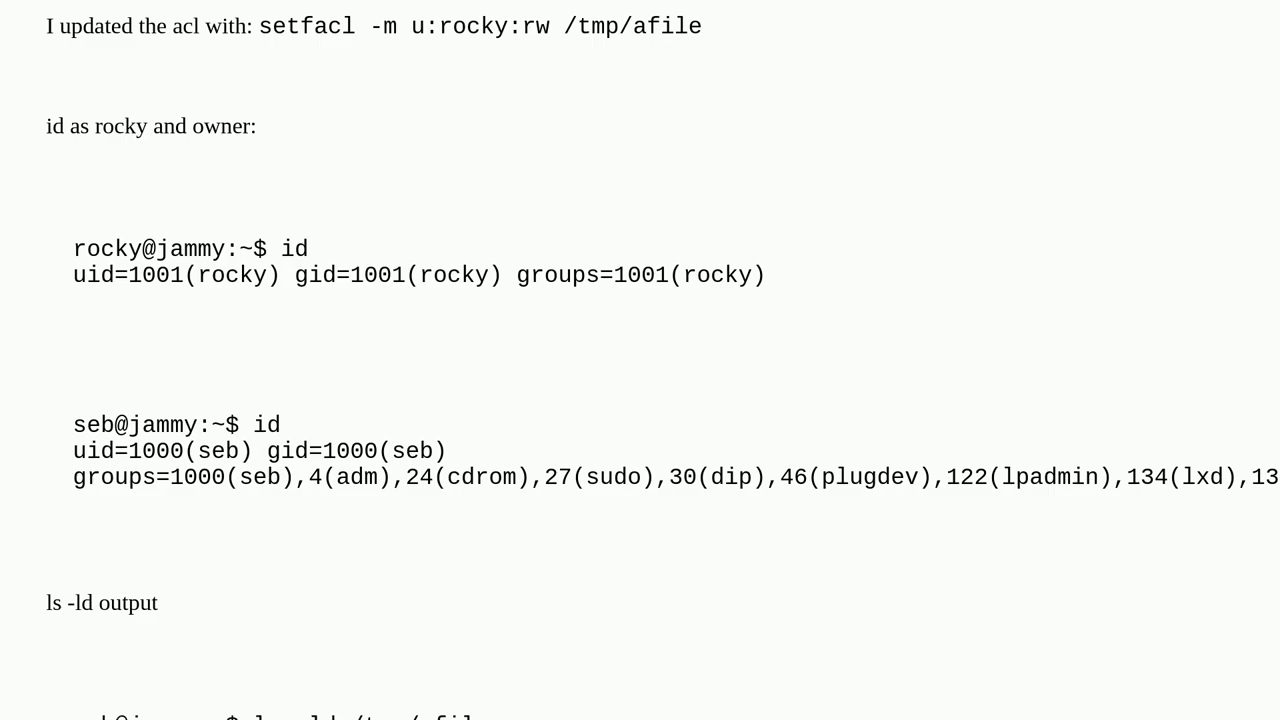 I updated the acl with: setfacl -m u:rocky:rw /tmp/afile
id as rocky and owner:
rocky@jammy:~$ id
uid=1001(rocky) gid=1001(rocky) groups=1001(rocky)
seb@jammy:~$ id
uid=1000(seb) gid=1000(seb)
groups=1000(seb),4(adm),24(cdrom),27(sudo),30(dip),46(plugdev),122(lpadmin),134(lxd),13
ls -ld output